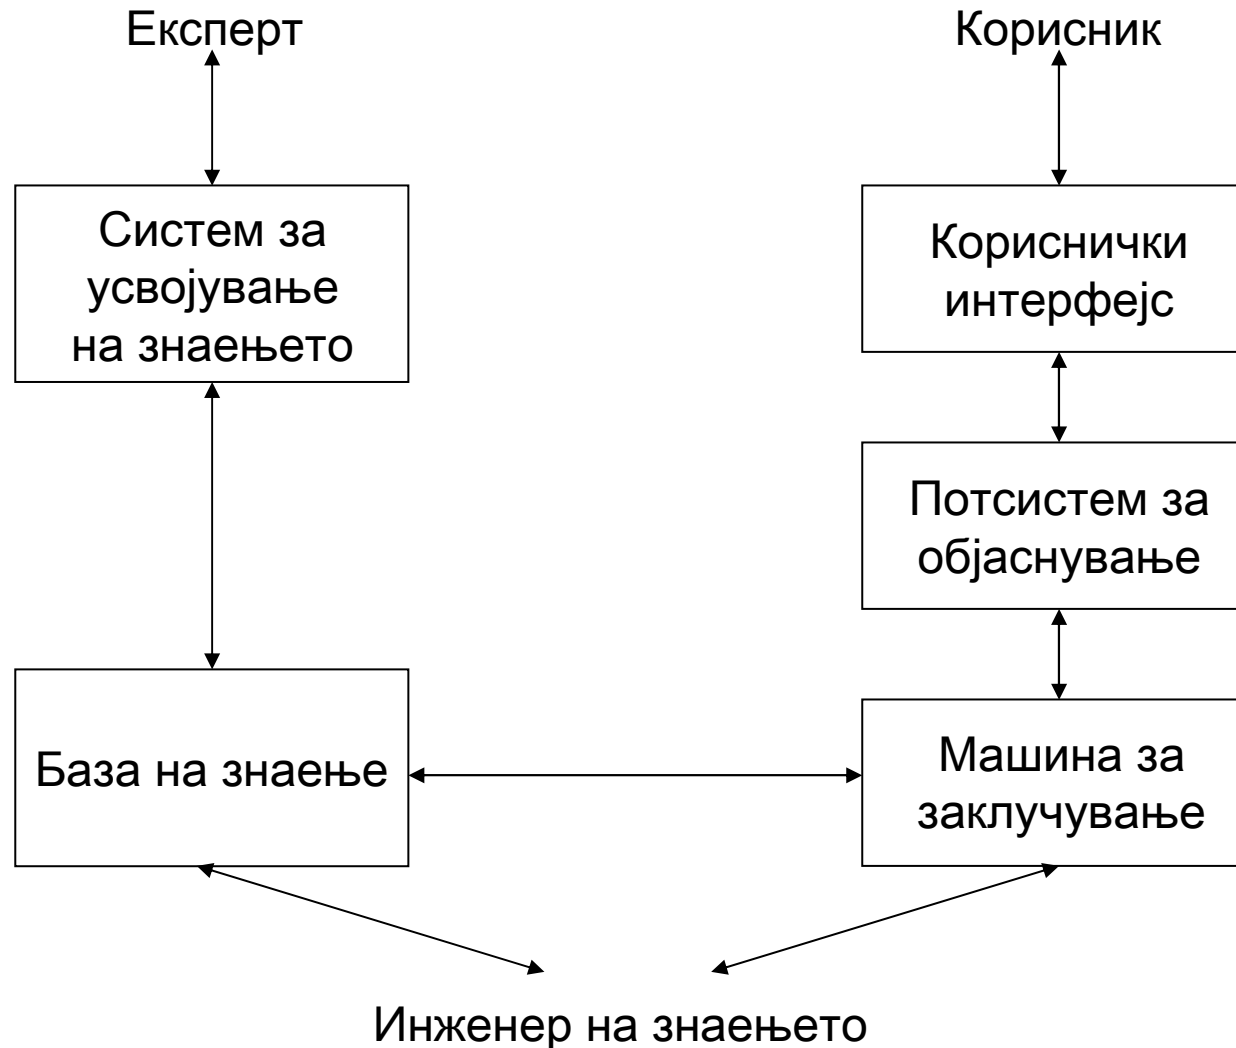 Експерт
Корисник
Систем за
усвојување
на знаењето
Кориснички
интерфејс
Потсистем за
објаснување
База на знаење
Машина за
заклучување
Инженер на знаењето